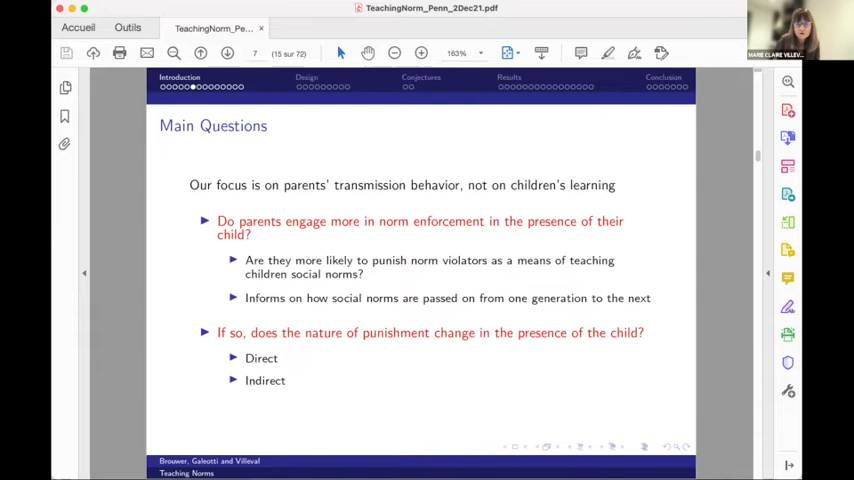 TeachingNorm_Penn_2Dec21.pdf
Accueil
Outils
TeachingNorm_Pen... ×
7
(15 sur 72)
163%
MARIE CLAIRE VILLEV...
Introduction
Design
Conjectures
Results
Conclusion
Main Questions
Our focus is on parents' transmission behavior, not on children's learning
Do parents engage more in norm enforcement in the presence of their
child?
Are they more likely to punish norm violators as a means of teaching
children social norms?
Informs on how social norms are passed on from one generation to the next
If so, does the nature of punishment change in the presence of the child?
Direct
Indirect
Brouwer, Galeotti and Villeval
Teaching Norms